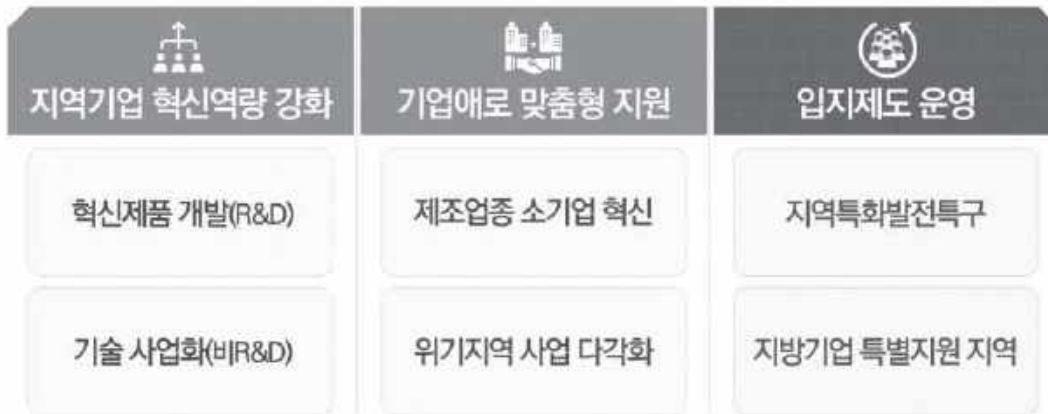 지역기업 혁신역량 강화
기업애로 맞춤형 지원
입지제도 운영
혁신제품 개발(R&D)
제조업종 소기업 혁신
지역특화발전특구
기술 사업화(비R&D)
위기지역 사업 다각화
지방기업 특별지원 지역